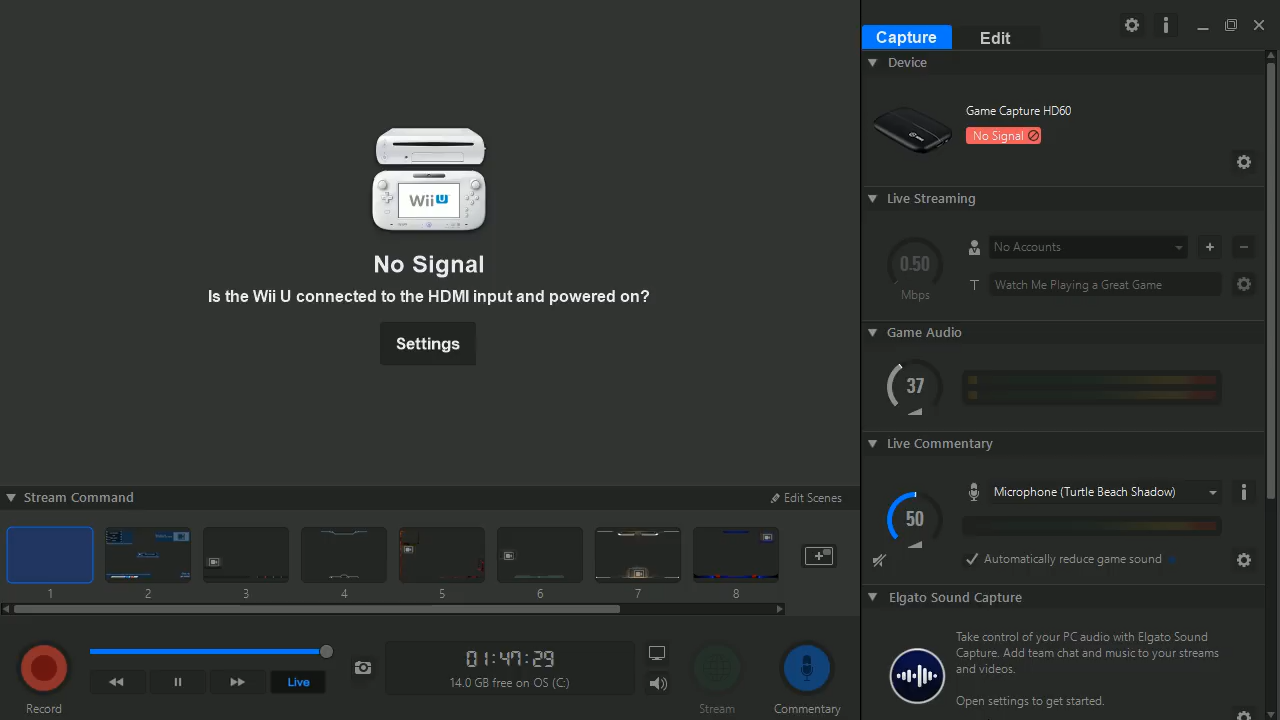 Capture
Edit
Device
Game Capture HD60
No Signal
Wii U
No Signal
Is the Wii U connected to the HDMI input and powered on?
Settings
Live Streaming
0.50
Mbps
No Accounts
T
Watch Me Playing a Great Game
Game Audio
37
Live Commentary
Microphone (Turtle Beach Shadow)
50
Automatically reduce game sound
Stream Command
Edit Scenes
1
2
3
4
5
6
7
8
Elgato Sound Capture
Take control of your PC audio with Elgato Sound
Capture. Add team chat and music to your streams
and videos.
Open settings to get started.
01:47:29
14.0 GB free on OS (C:)
Live
Record
Stream
Commentary